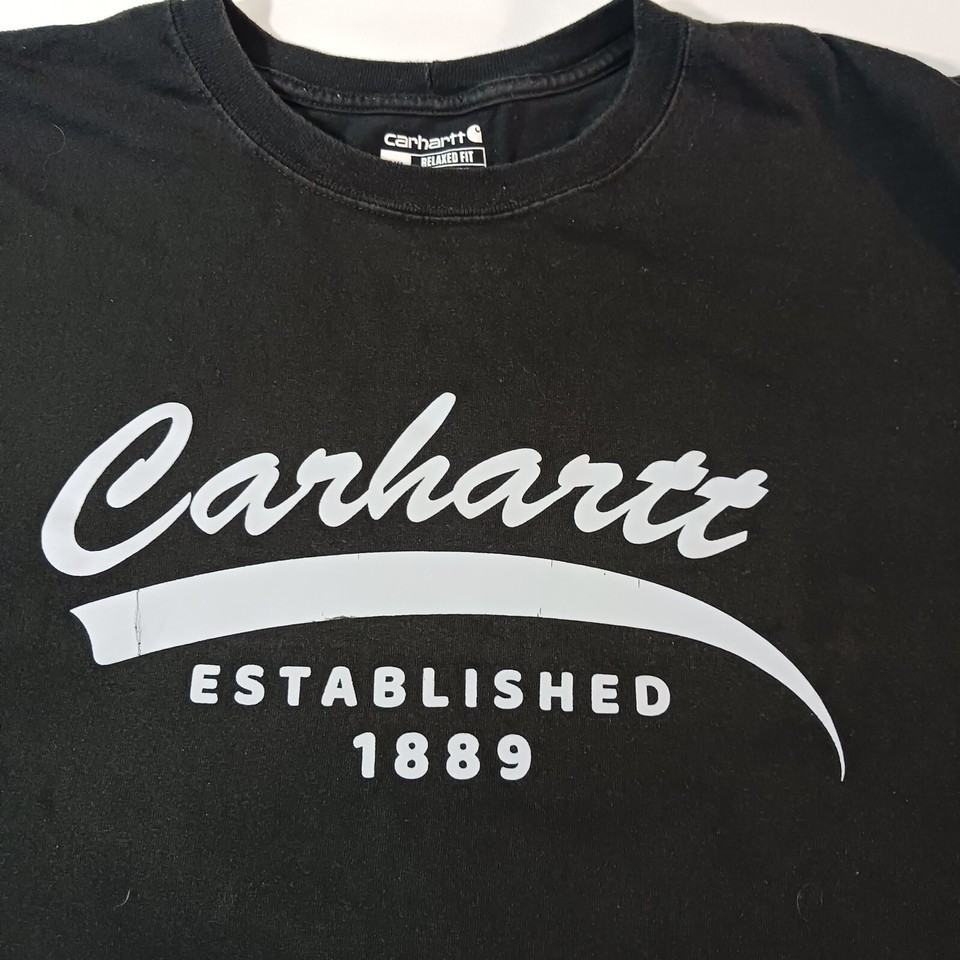 carhartt
RELAXED FIT
Carhartt
ESTABLISHED
1889